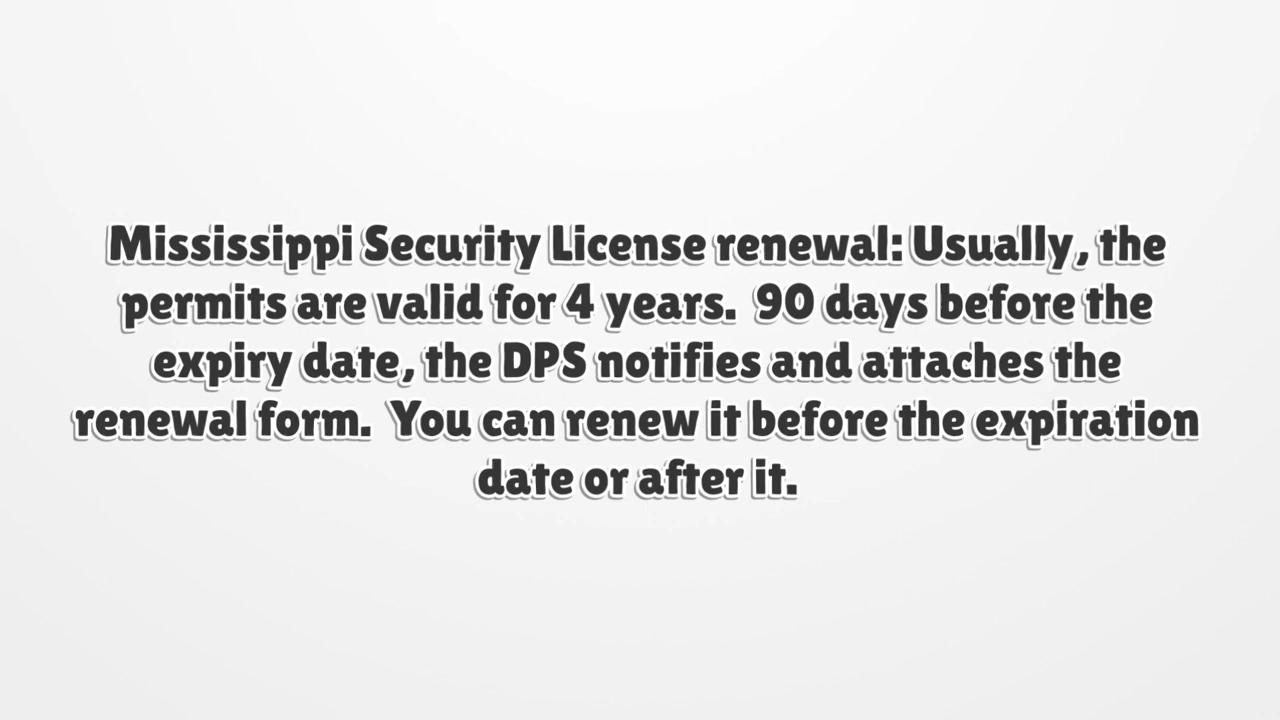 Mississippi Security License renewal: Usually, the
permits are valid for 4 years.  90 days before the
expiry date, the DPS notifies and attaches the
renewal form.  You can renew it before the expiration
date or after it.